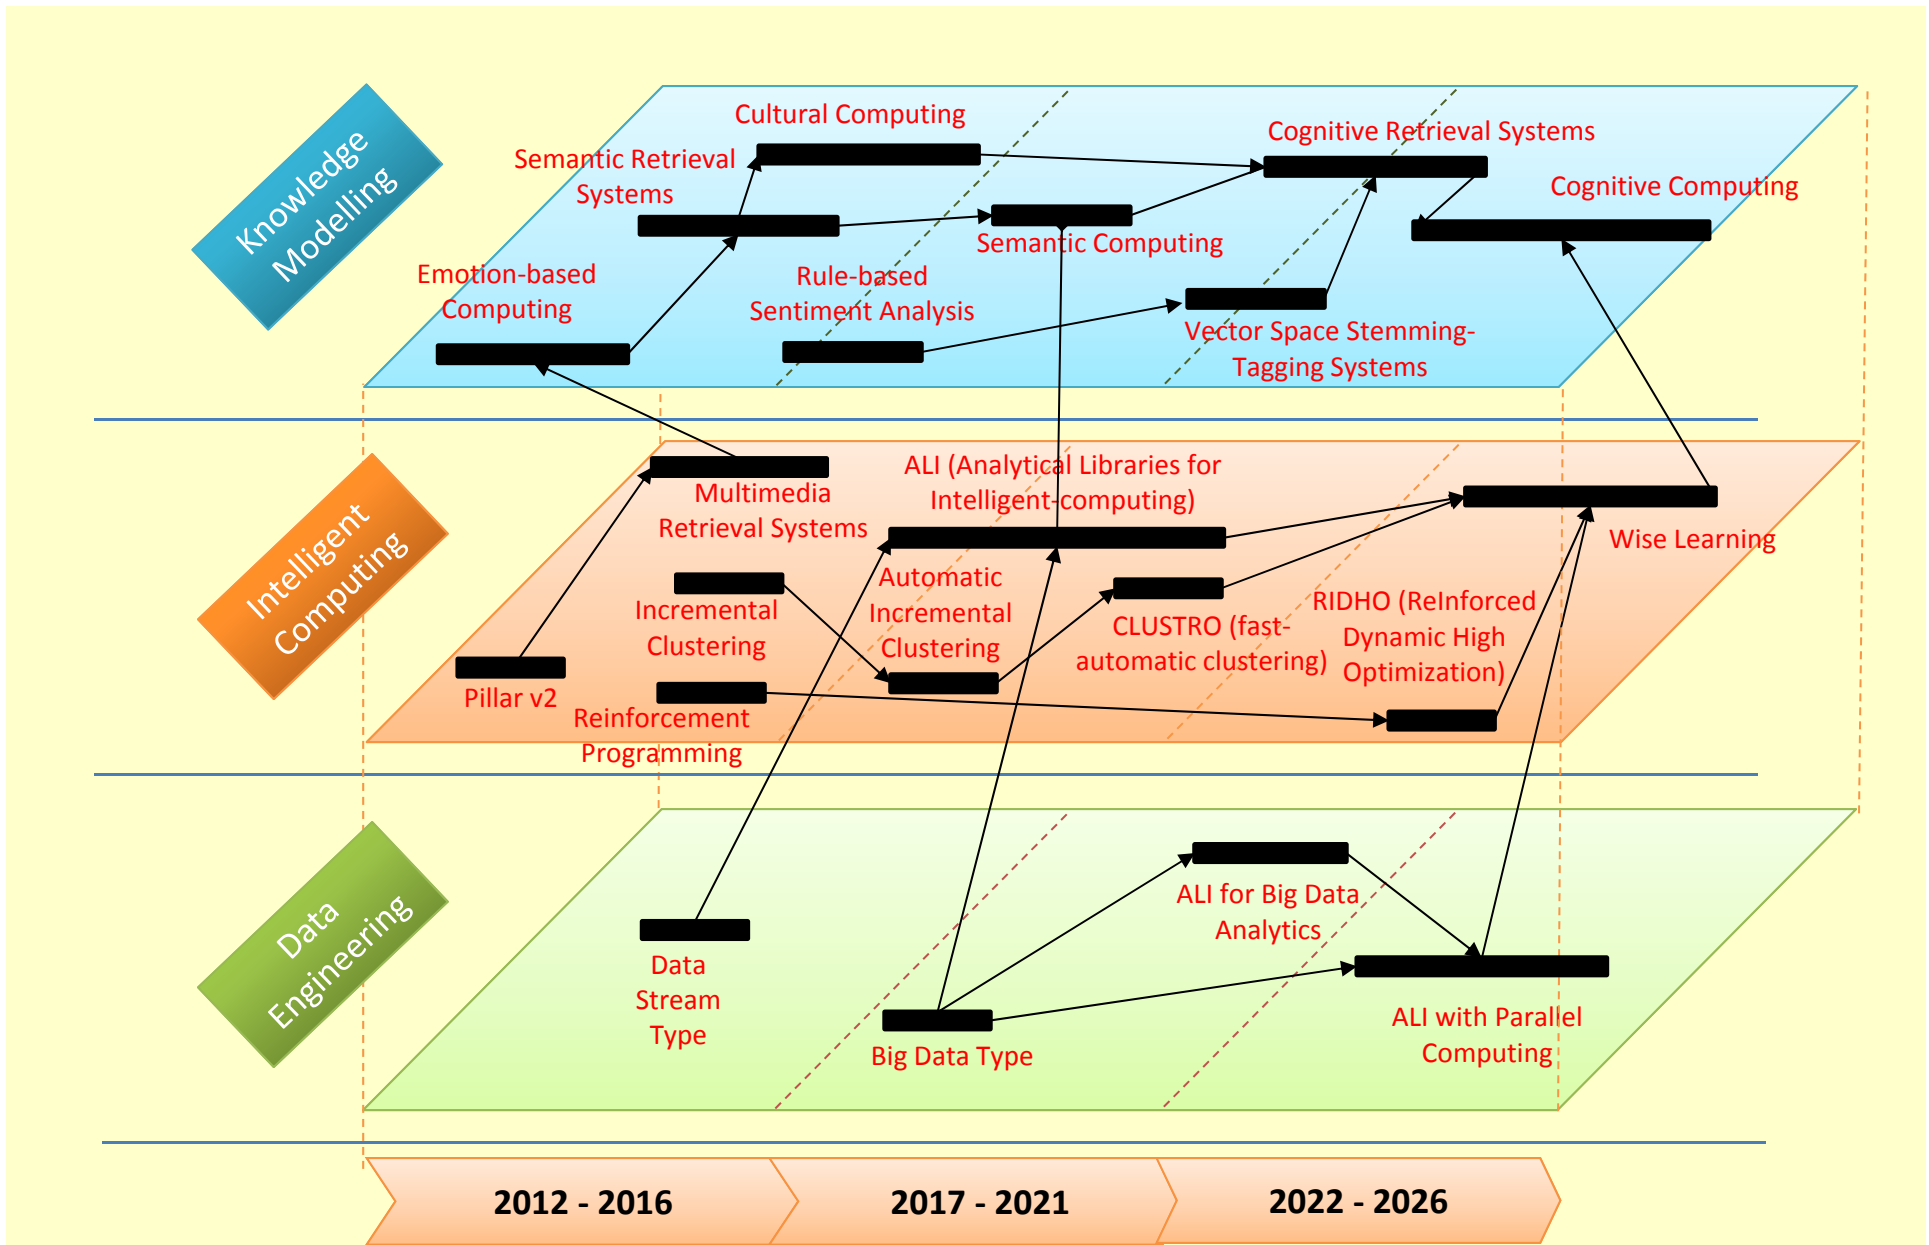 Knowledge
Modelling
Cultural Computing
Semantic Retrieval
Systems
Cognitive Retrieval Systems
Cognitive Computing
Semantic Computing
Emotion-based
Computing
Rule-based
Sentiment Analysis
Vector Space Stemming-
Tagging Systems
Intelligent
Computing
Multimedia
Retrieval Systems
ALI (Analytical Libraries for
Intelligent-computing)
Wise Learning
Incremental
Clustering
Automatic
Incremental
Clustering
CLUSTRO (fast-
automatic clustering)
RIDHO (ReInforced
Dynamic High
Optimization)
Pillar v2
Reinforcement
Programming
Data
Engineering
ALI for Big Data
Analytics
Data
Stream
Type
Big Data Type
ALI with Parallel
Computing
2012 - 2016
2017 - 2021
2022 - 2026